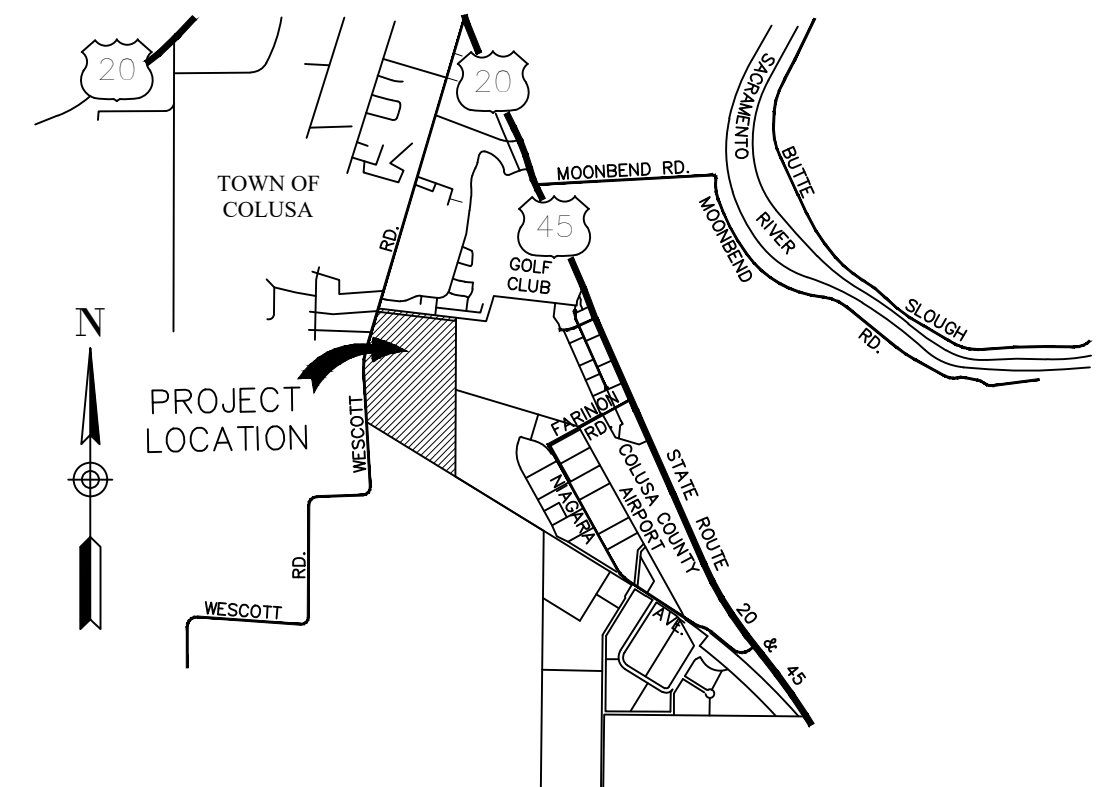 20
20
SACRAMENTO
RIVER
BUTTE
SLOUGH
MOONBEND RD.
MOONBEND
RD.
TOWN OF
COLUSA
RD.
45
GOLF
CLUB
N
PROJECT
LOCATION
WESCOTT
RD.
WESCOTT
FARINON
RD.
NIAGARA
AVE.
COLUSA COUNTY
AIRPORT
STATE ROUTE
20 & 45